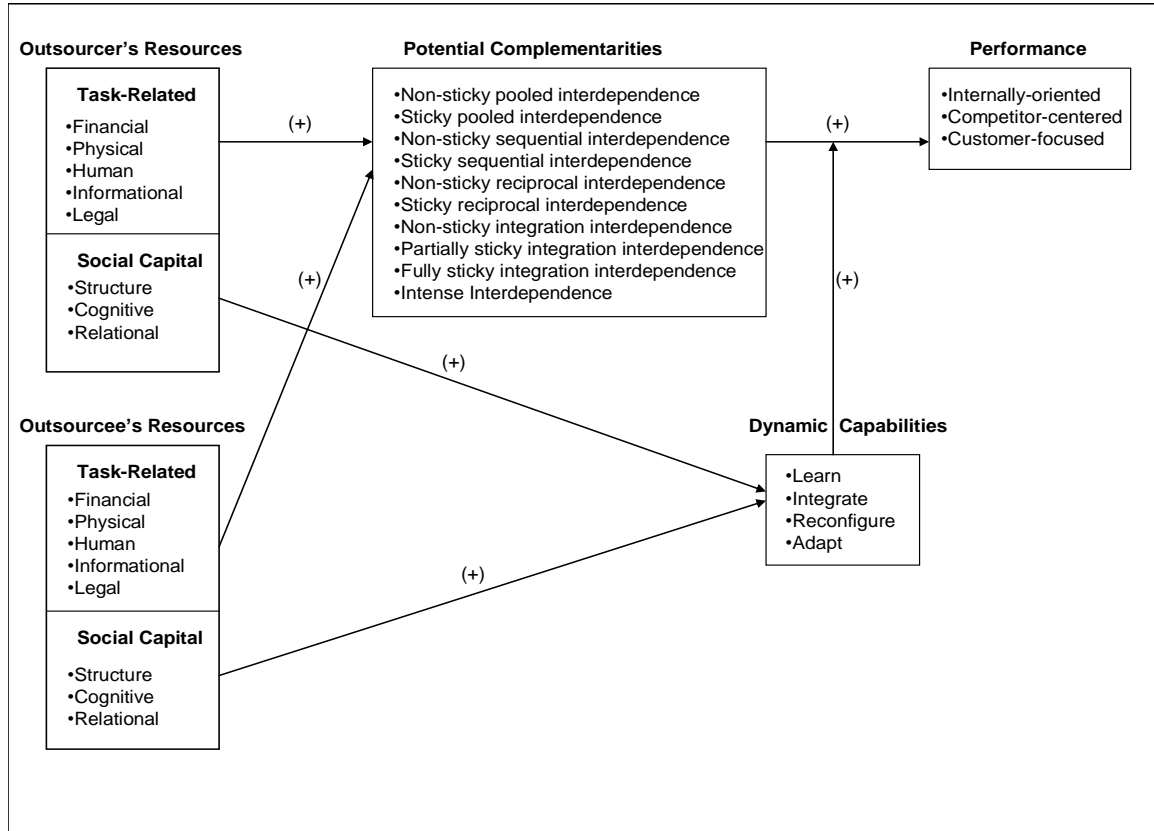 Outsourcer's Resources
Task-Related
•Financial
•Physical
•Human
•Informational
•Legal
Social Capital
•Structure
•Cognitive
•Relational
Outsourcee's Resources
Task-Related
•Financial
•Physical
•Human
•Informational
•Legal
Social Capital
•Structure
•Cognitive
•Relational
(+)
(+)
(+)
(+)
Potential Complementarities
•Non-sticky pooled interdependence
•Sticky pooled interdependence
•Non-sticky sequential interdependence
•Sticky sequential interdependence
•Non-sticky reciprocal interdependence
•Sticky reciprocal interdependence
•Non-sticky integration interdependence
•Partially sticky integration interdependence
•Fully sticky integration interdependence
•Intense Interdependence
(+)
(+)
Dynamic Capabilities
•Learn
•Integrate
•Reconfigure
•Adapt
Performance
•Internally-oriented
•Competitor-centered
•Customer-focused